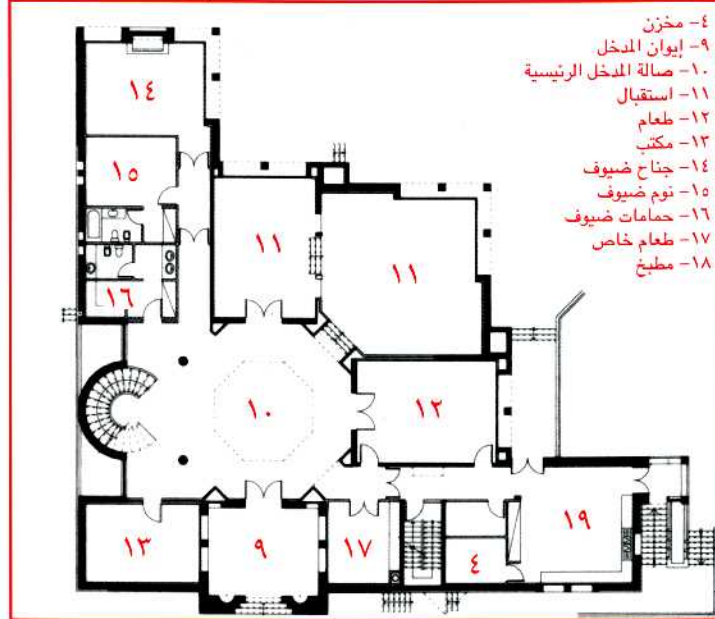 ٤- مخزن
٩- إيوان المدخل
١٠- صالة المدخل الرئيسية
١١- استقبال
١٢- طعام
١٣- مكتب
١٤- جناح ضيوف
١٥- نوم ضيوف
١٦- حمامات ضيوف
١٧- طعام خاص
١٨- مطبخ
١٤
١٥
١١
١١
١٦
١٠
١٢
١٣
٩
١٧
٤
١٩